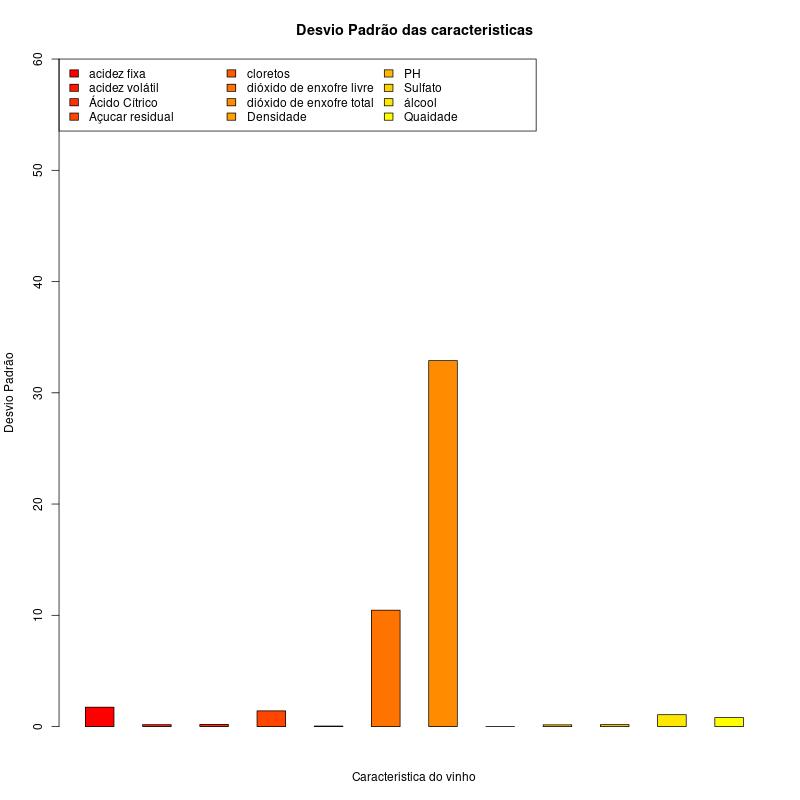 Desvio Padrão das caracteristicas
acidez fixa
acidez volátil
Ácido Cítrico
Açucar residual
cloretos
dióxido de enxofre livre
dióxido de enxofre total
Densidade
PH
Sulfato
álcool
Quaidade
60
50
40
30
20
10
0
Desvio Padrão
Caracteristica do vinho